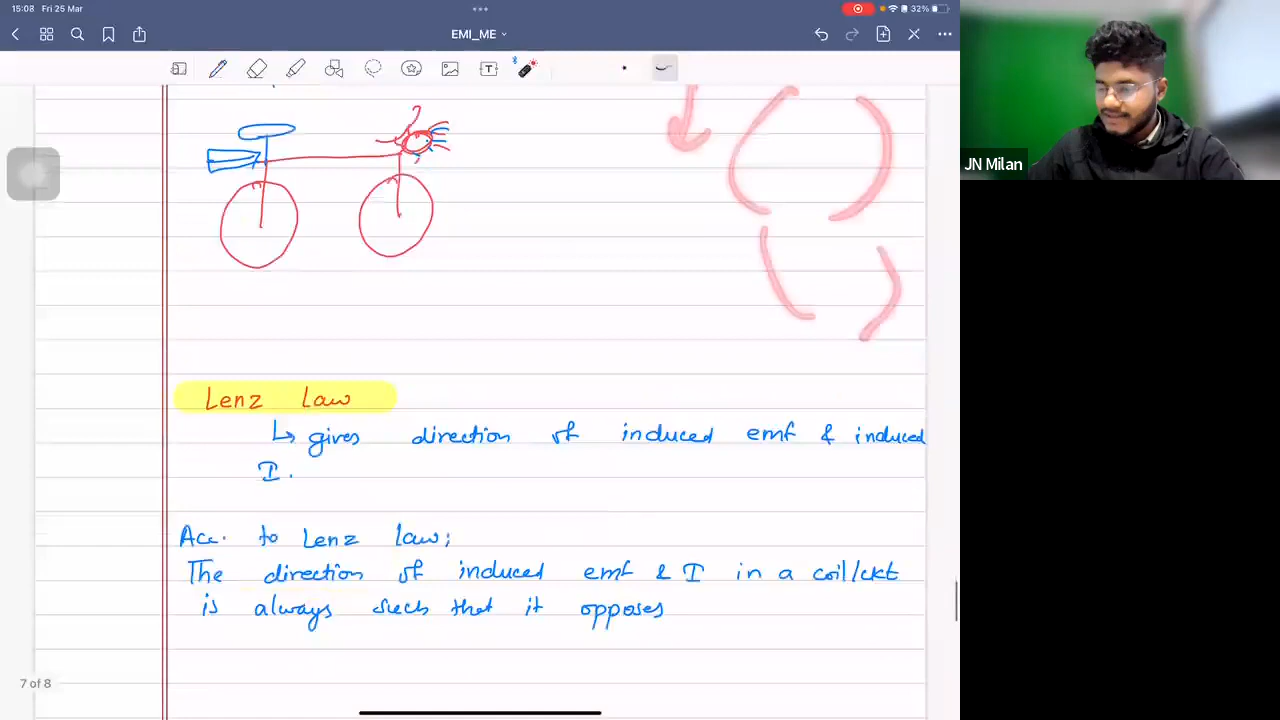 15:08 Fri 25 Mar
32%
EMI_ME
JN Milan
Lenz Law
↳ gives direction of induced emf & induced
I.
Acc. to Lenz law;
The direction of induced emf & I in a coil/ckt
is always such that it opposes
7 of 8